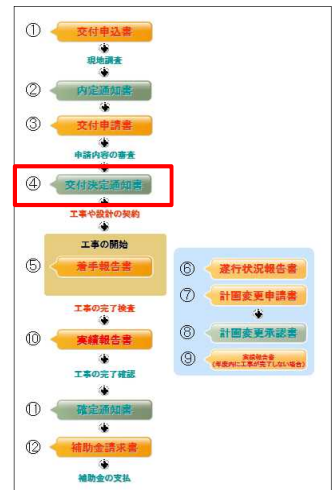 ① 交付申込書
現地調査
② 内定通知書
③ 交付申請書
申請内容の審査
④ 交付決定通知書
工事や設計の契約
工事の開始
⑤ 着手報告書
工事の完了検査
⑩ 実績報告書
工事の完了確認
⑪ 確定通知書
⑫ 補助金請求書
補助金の支払
⑥ 遂行状況報告書
⑦ 計画変更申請書
⑧ 計画変更承認書
⑨ 実績報告書
(年度内に工事が完了しない場合)